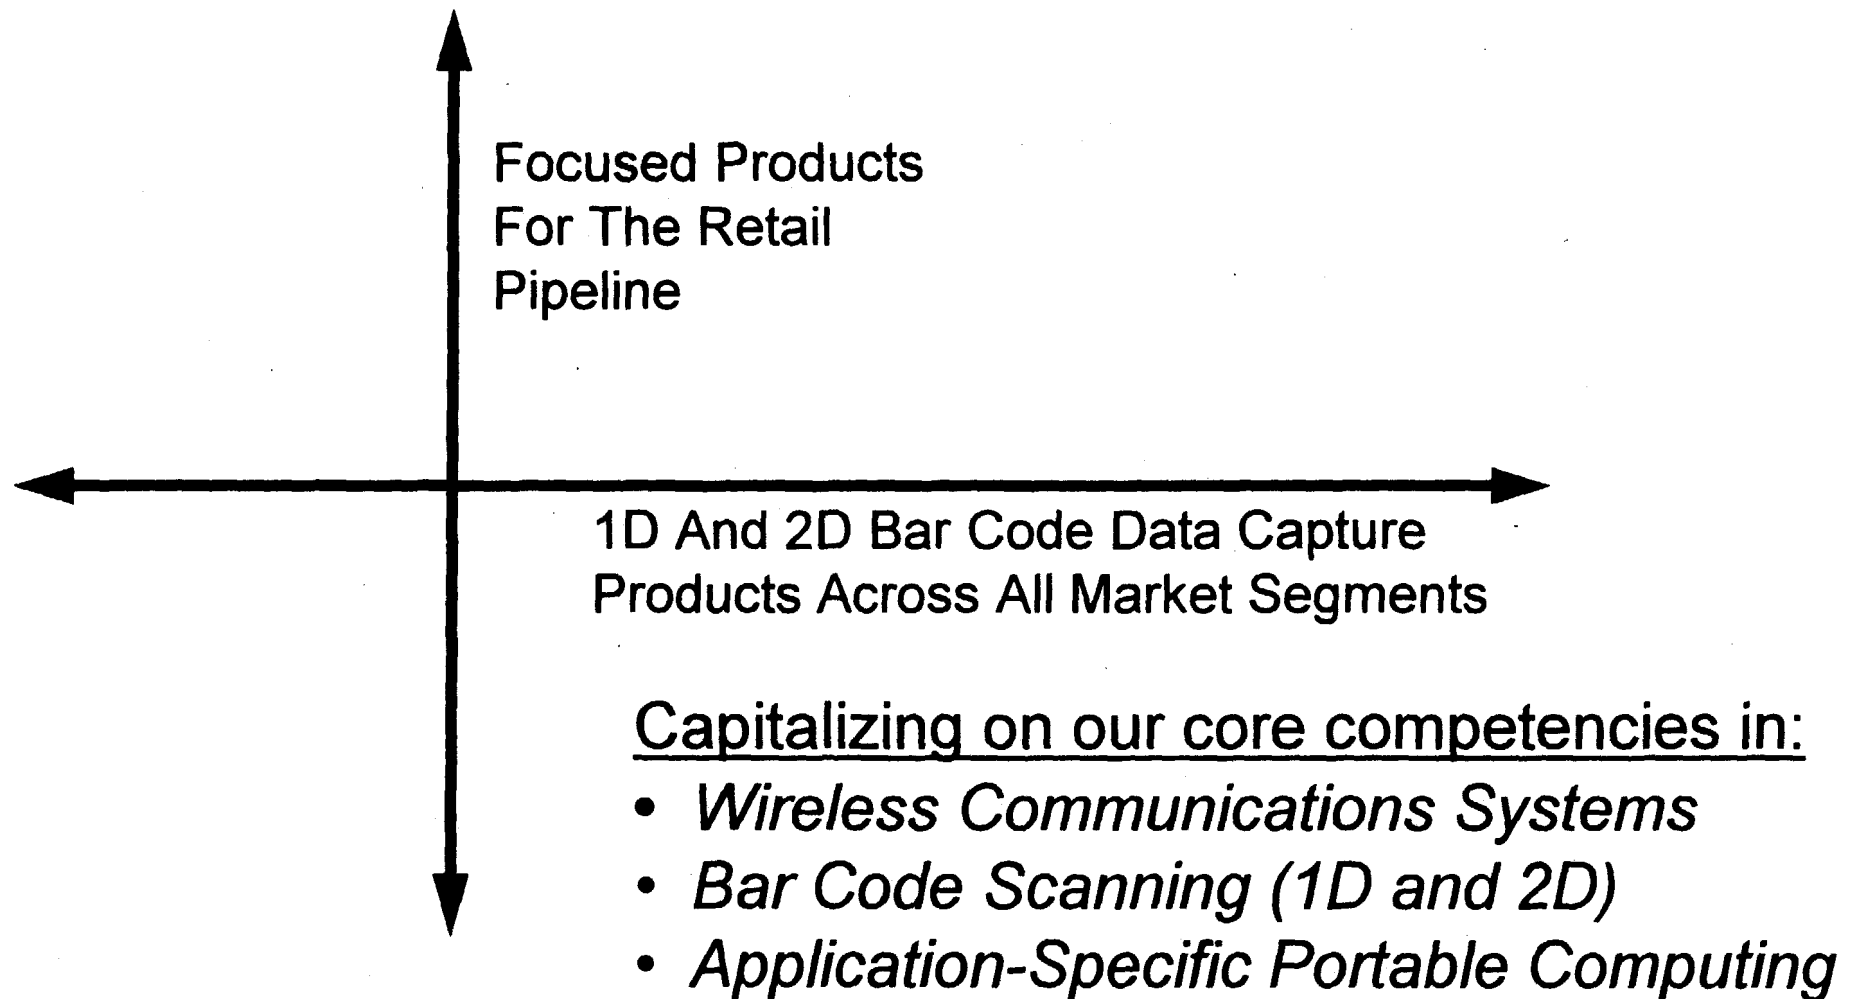 Focused Products
For The Retail
Pipeline
1D And 2D Bar Code Data Capture
Products Across All Market Segments
Capitalizing on our core competencies in:
• Wireless Communications Systems
• Bar Code Scanning (1D and 2D)
• Application-Specific Portable Computing